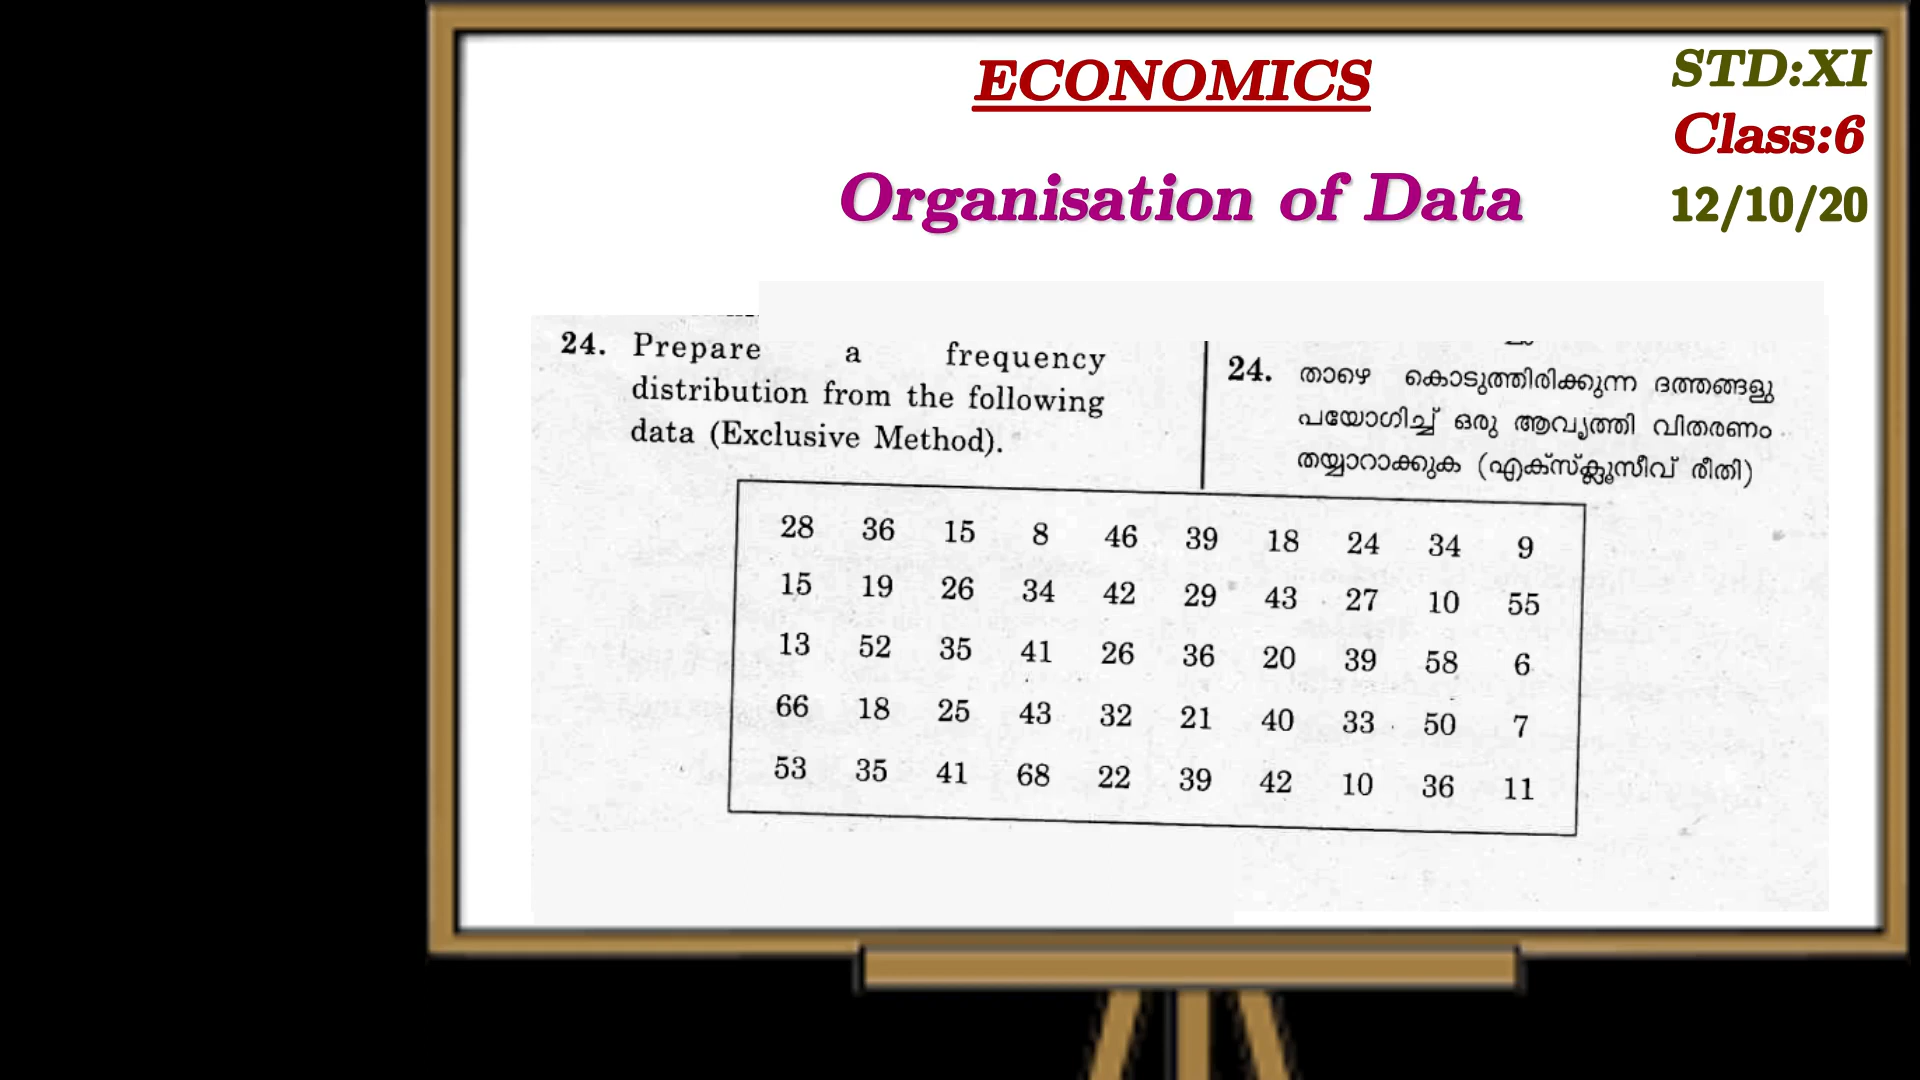 ECONOMICS
STD:XI
Class:6
12/10/20
Organisation of Data
24. Prepare a frequency
distribution from the following
data (Exclusive Method).
24. താഴെ കൊടുത്തിരിക്കുന്ന ദത്തങ്ങളു
പയോഗിച്ച് ഒരു ആവൃത്തി വിതരണം
തയ്യാറാക്കുക (എക്സ്ക്ലൂസീവ് രീതി)
28 36 15 8 46 39 18 24 34 9
15 19 26 34 42 29 43 27 10 55
13 52 35 41 26 36 20 39 58 6
66 18 25 43 32 21 40 33 50 7
53 35 41 68 22 39 42 10 36 11